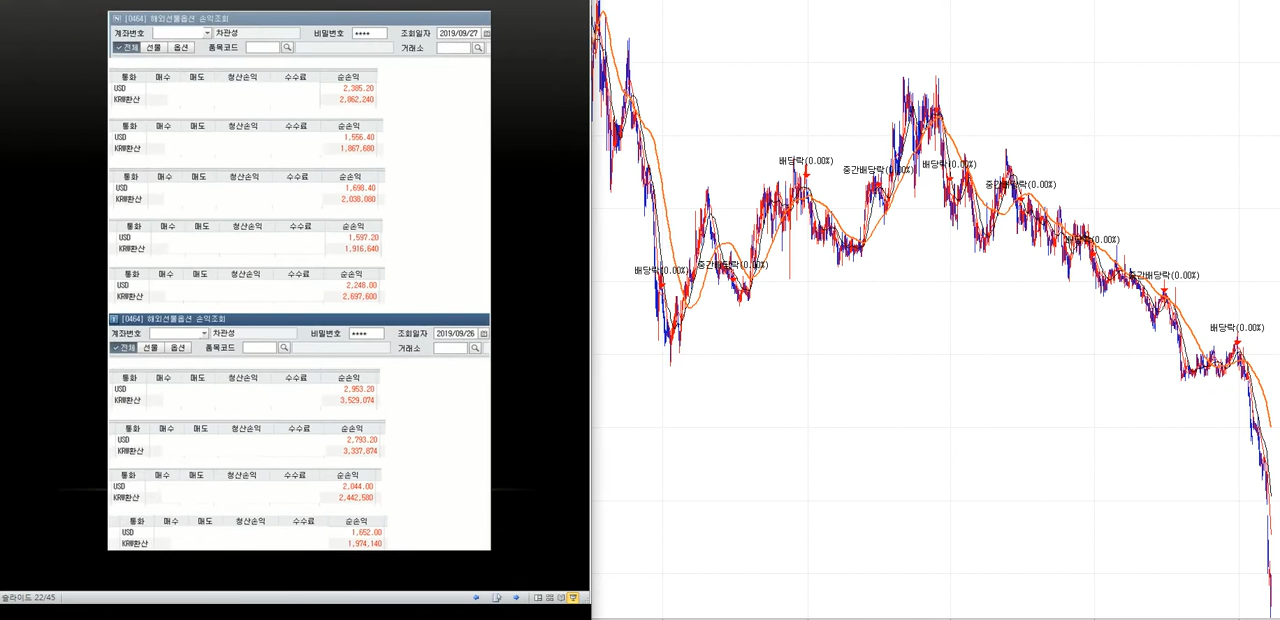 [0464] 해외선물옵션 손익조회
계좌번호 차판성 비밀번호 **** 조회일자 2019/09/27
✓전체 선물 옵션 품목코드 거래소
통화 매수 매도 청산손익 수수료 순손익
USD 2,385.20
KRW환산 2,862,240
통화 매수 매도 청산손익 수수료 순손익
USD 1,556.40
KRW환산 1,867,680
통화 매수 매도 청산손익 수수료 순손익
USD 1,698.40
KRW환산 2,038,080
통화 매수 매도 청산손익 수수료 순손익
USD 1,597.20
KRW환산 1,916,640
통화 매수 매도 청산손익 수수료 순손익
USD 2,248.00
KRW환산 2,697,600
[0464] 해외선물옵션 손익조회
계좌번호 차판성 비밀번호 **** 조회일자 2019/09/26
✓전체 선물 옵션 품목코드 거래소
통화 매수 매도 청산손익 수수료 순손익
USD 2,953.20
KRW환산 3,529,074
통화 매수 매도 청산손익 수수료 순손익
USD 2,793.20
KRW환산 3,337,874
통화 매수 매도 청산손익 수수료 순손익
USD 2,044.00
KRW환산 2,442,580
통화 매수 매도 청산손익 수수료 순손익
USD 1,652.00
KRW환산 1,974,140
슬라이드 22/45
배당락(0.00%)
중간배당락(0.00%)
배당락(0.00%)
중간배당락(0.00%)
배당락(0.00%)
중간배당락(0.00%)
배당락(0.00%)
중간배당락(0.00%)
배당락(0.00%)